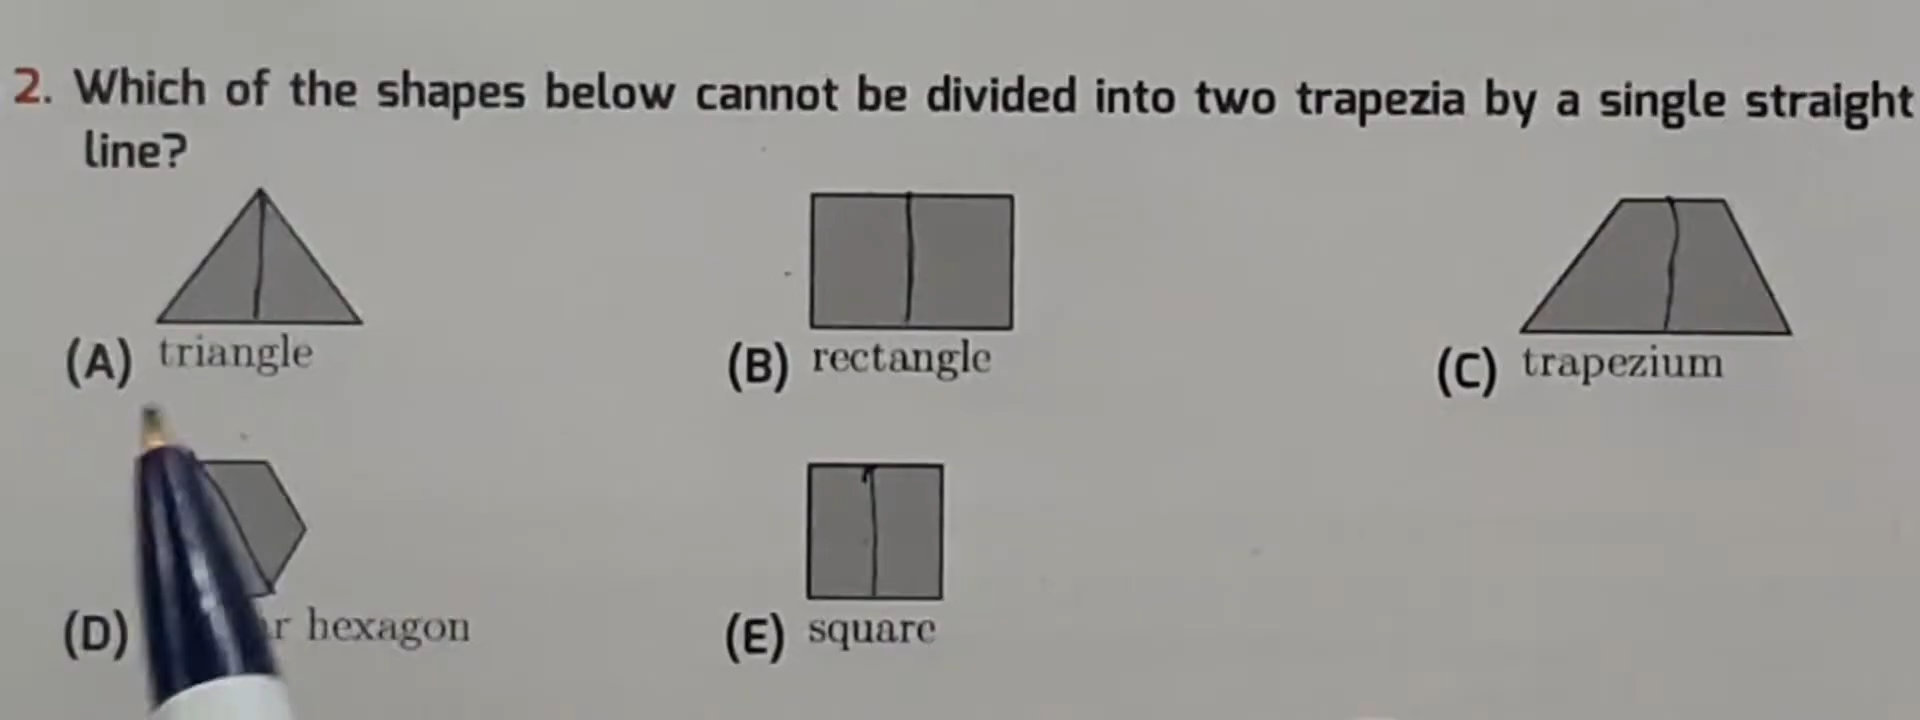 2. Which of the shapes below cannot be divided into two trapezia by a single straight
line?
(A) triangle
(B) rectangle
(C) trapezium
(D) hexagon
(E) square